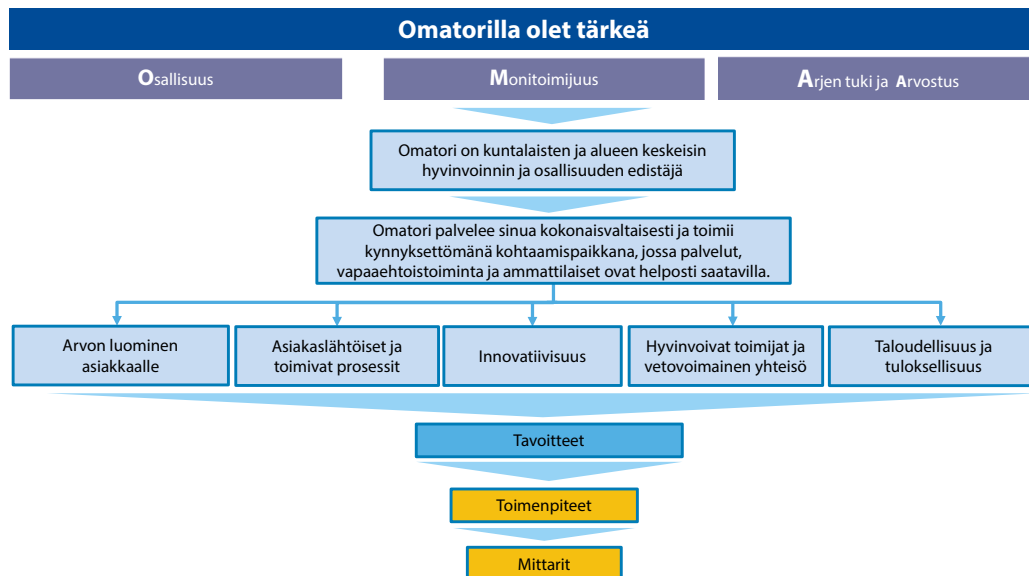 Omatorilla olet tärkeä
Osallisuus
Monitoimijuus
Arjen tuki ja Arvostus
Omatori on kuntalaisten ja alueen keskeisin
hyvinvoinnin ja osallisuuden edistäjä
Omatori palvelee sinua kokonaisvaltaisesti ja toimii
kynnyksettömänä kohtaamispaikkana, jossa palvelut,
vapaaehtoistoiminta ja ammattilaiset ovat helposti saatavilla.
Arvon luominen
asiakkaalle
Asiakaslähtöiset ja
toimivat prosessit
Innovatiivisuus
Hyvinvoivat toimijat ja
vetovoimainen yhteisö
Taloudellisuus ja
tuloksellisuus
Tavoitteet
Toimenpiteet
Mittarit